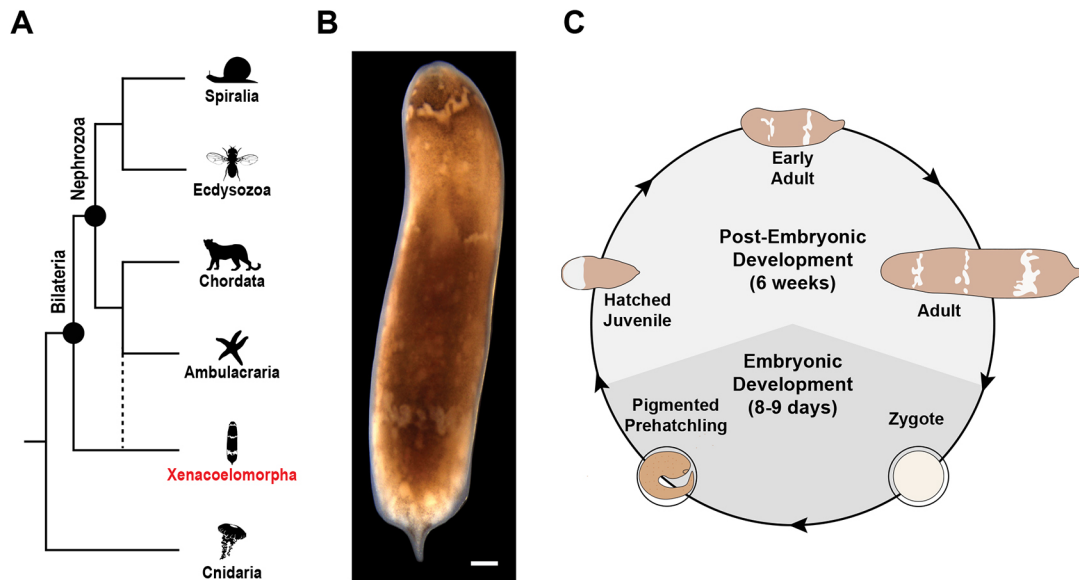 A
Spiralia
Ecdysozoa
Nephrozoa
Chordata
Bilateria
Ambulacraria
Xenacoelomorpha
Cnidaria
B
C
Early
Adult
Post-Embryonic
Development
(6 weeks)
Hatched
Juvenile
Adult
Embryonic
Development
(8-9 days)
Pigmented
Prehatchling
Zygote